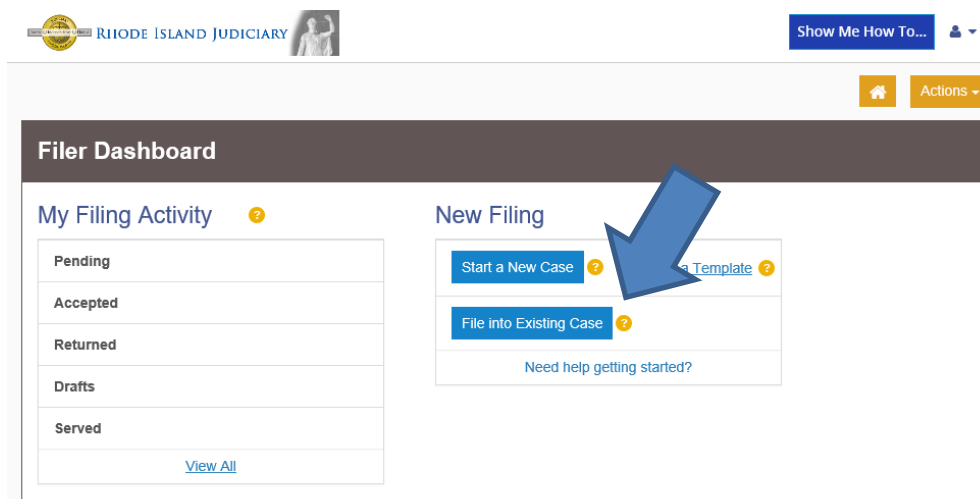 RHODE ISLAND JUDICIARY
Show Me How To...
Actions
Filer Dashboard
My Filing Activity ?
Pending
Accepted
Returned
Drafts
Served
View All
New Filing
Start a New Case ? a Template ?
File into Existing Case ?
Need help getting started?